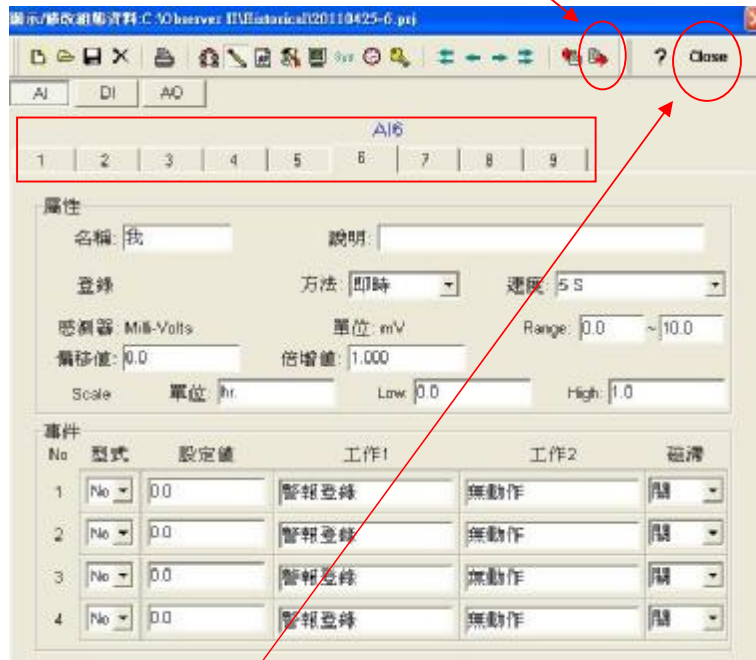 顯示/修改組態資料:C:\Observer II\Historical\20110425-6.prj
? Close
AI DI AO
AI6
1 2 3 4 5 6 7 8 9
屬性
名稱: 我 說明:
登錄 方法: 即時 速度: 5 S
感測器: Milli-Volts 單位: mV Range: 0.0 ~ 10.0
偏移值: 0.0 倍增值: 1.000
Scale 單位: hr. Low: 0.0 High: 1.0
事件
No 型式 設定值 工作1 工作2 磁滯
1 No 0.0 警報登錄 無動作 關
2 No 0.0 警報登錄 無動作 關
3 No 0.0 警報登錄 無動作 關
4 No 0.0 警報登錄 無動作 關